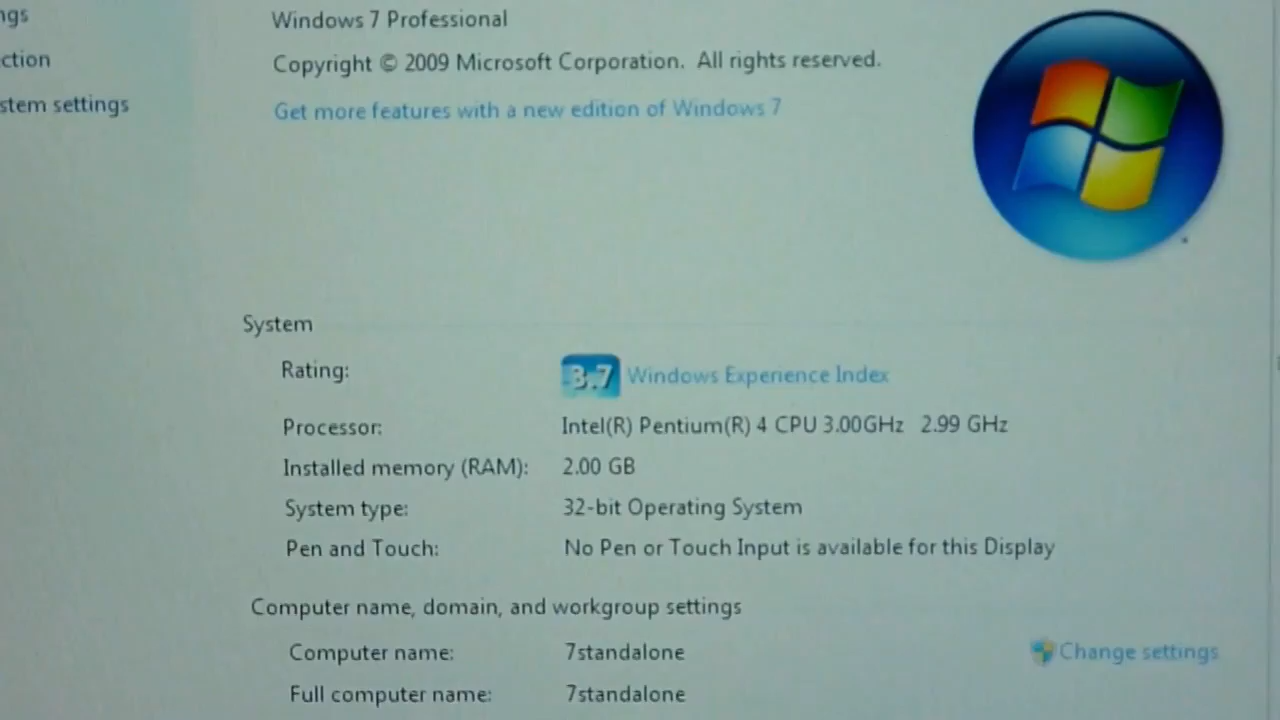 ngs
Windows 7 Professional
ction
Copyright © 2009 Microsoft Corporation. All rights reserved.
stem settings
Get more features with a new edition of Windows 7
System
Rating: 3.7 Windows Experience Index
Processor: Intel(R) Pentium(R) 4 CPU 3.00GHz 2.99 GHz
Installed memory (RAM): 2.00 GB
System type: 32-bit Operating System
Pen and Touch: No Pen or Touch Input is available for this Display
Computer name, domain, and workgroup settings
Computer name: 7standalone Change settings
Full computer name: 7standalone